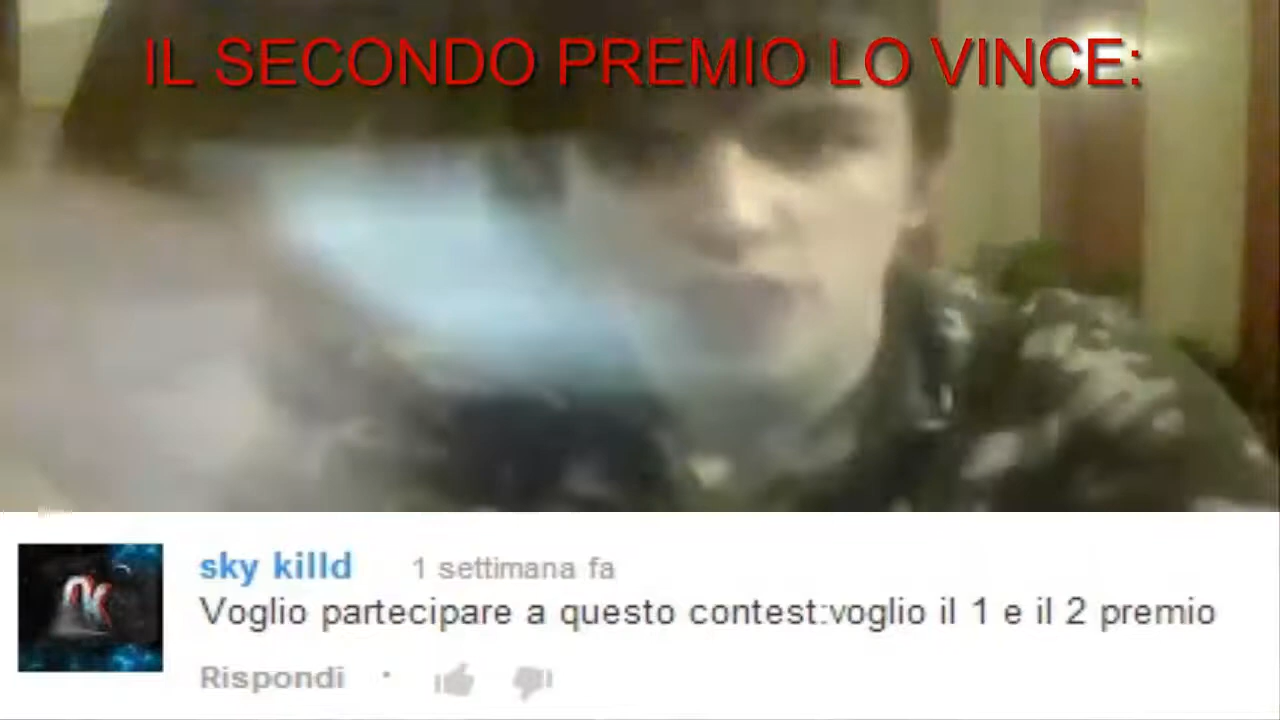 IL SECONDO PREMIO LO VINCE:
sky killd 1 settimana fa
Voglio partecipare a questo contest:voglio il 1 e il 2 premio
Rispondi